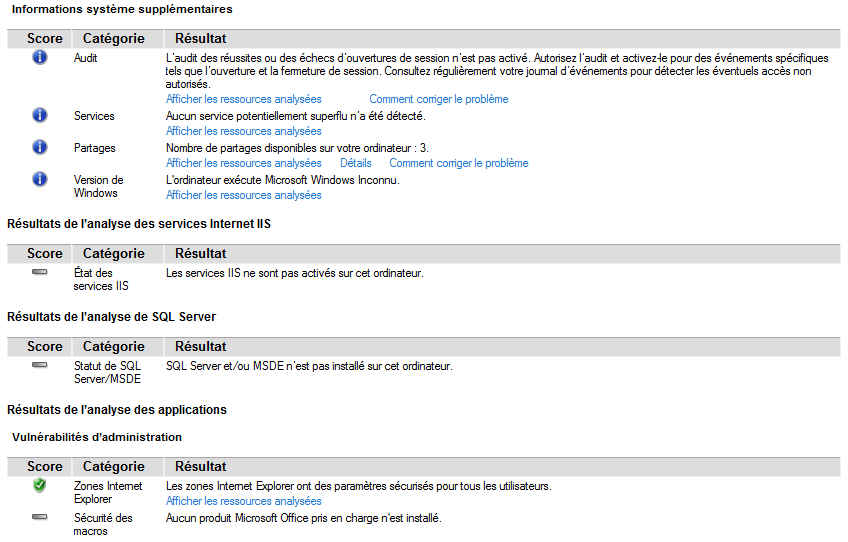 Informations système supplémentaires
Score Catégorie Résultat
Audit L'audit des réussites ou des échecs d'ouvertures de session n'est pas activé. Autorisez l'audit et activez-le pour des événements spécifiques
tels que l'ouverture et la fermeture de session. Consultez régulièrement votre journal d'événements pour détecter les éventuels accès non
autorisés.
Afficher les ressources analysées Comment corriger le problème
Services Aucun service potentiellement superflu n'a été détecté.
Afficher les ressources analysées
Partages Nombre de partages disponibles sur votre ordinateur : 3.
Afficher les ressources analysées Détails Comment corriger le problème
Version de L'ordinateur exécute Microsoft Windows Inconnu.
Windows Afficher les ressources analysées
Résultats de l'analyse des services Internet IIS
Score Catégorie Résultat
État des Les services IIS ne sont pas activés sur cet ordinateur.
services IIS
Résultats de l'analyse de SQL Server
Score Catégorie Résultat
Statut de SQL SQL Server et/ou MSDE n'est pas installé sur cet ordinateur.
Server/MSDE
Résultats de l'analyse des applications
Vulnérabilités d'administration
Score Catégorie Résultat
Zones Internet Les zones Internet Explorer ont des paramètres sécurisés pour tous les utilisateurs.
Explorer Afficher les ressources analysées
Sécurité des Aucun produit Microsoft Office pris en charge n'est installé.
macros